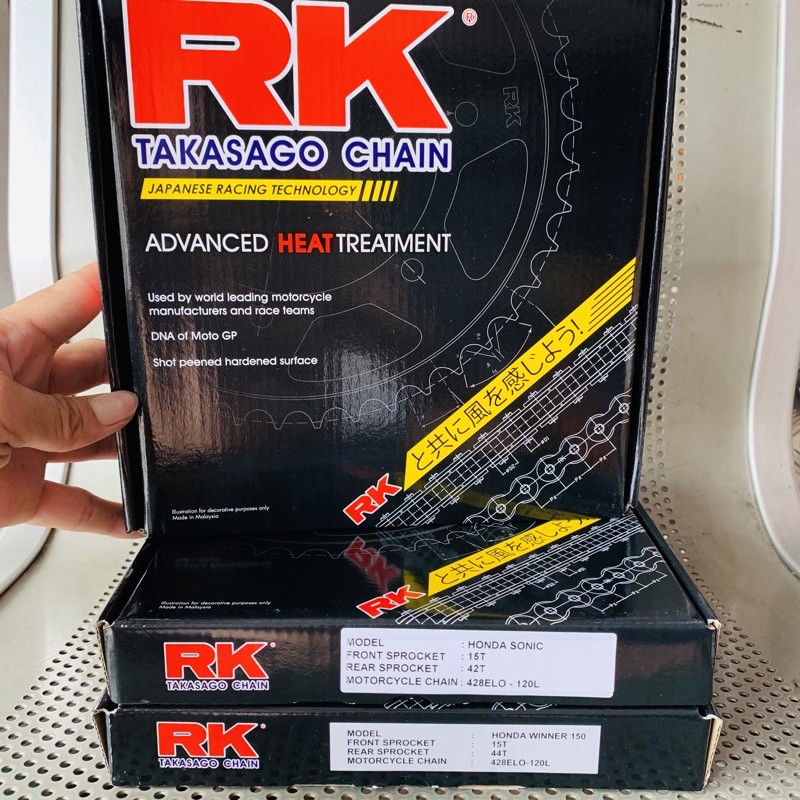 RK®
TAKASAGO CHAIN
JAPANESE RACING TECHNOLOGY
ADVANCED HEAT TREATMENT
Used by world leading motorcycle
manufacturers and race teams
DNA of Moto GP
Shot peened hardened surface
RK
と共に風を感じよう!
RK
Illustration for decorative purposes only
Made in Malaysia
と共に風を感じよう!
RK
Illustration for decorative purposes only
Made in Malaysia
RK
TAKASAGO CHAIN
MODEL : HONDA SONIC
FRONT SPROCKET : 15T
REAR SPROCKET : 42T
MOTORCYCLE CHAIN : 428ELO - 120L
RK
TAKASAGO CHAIN
MODEL : HONDA WINNER 150
FRONT SPROCKET : 15T
REAR SPROCKET : 44T
MOTORCYCLE CHAIN : 428ELO-120L